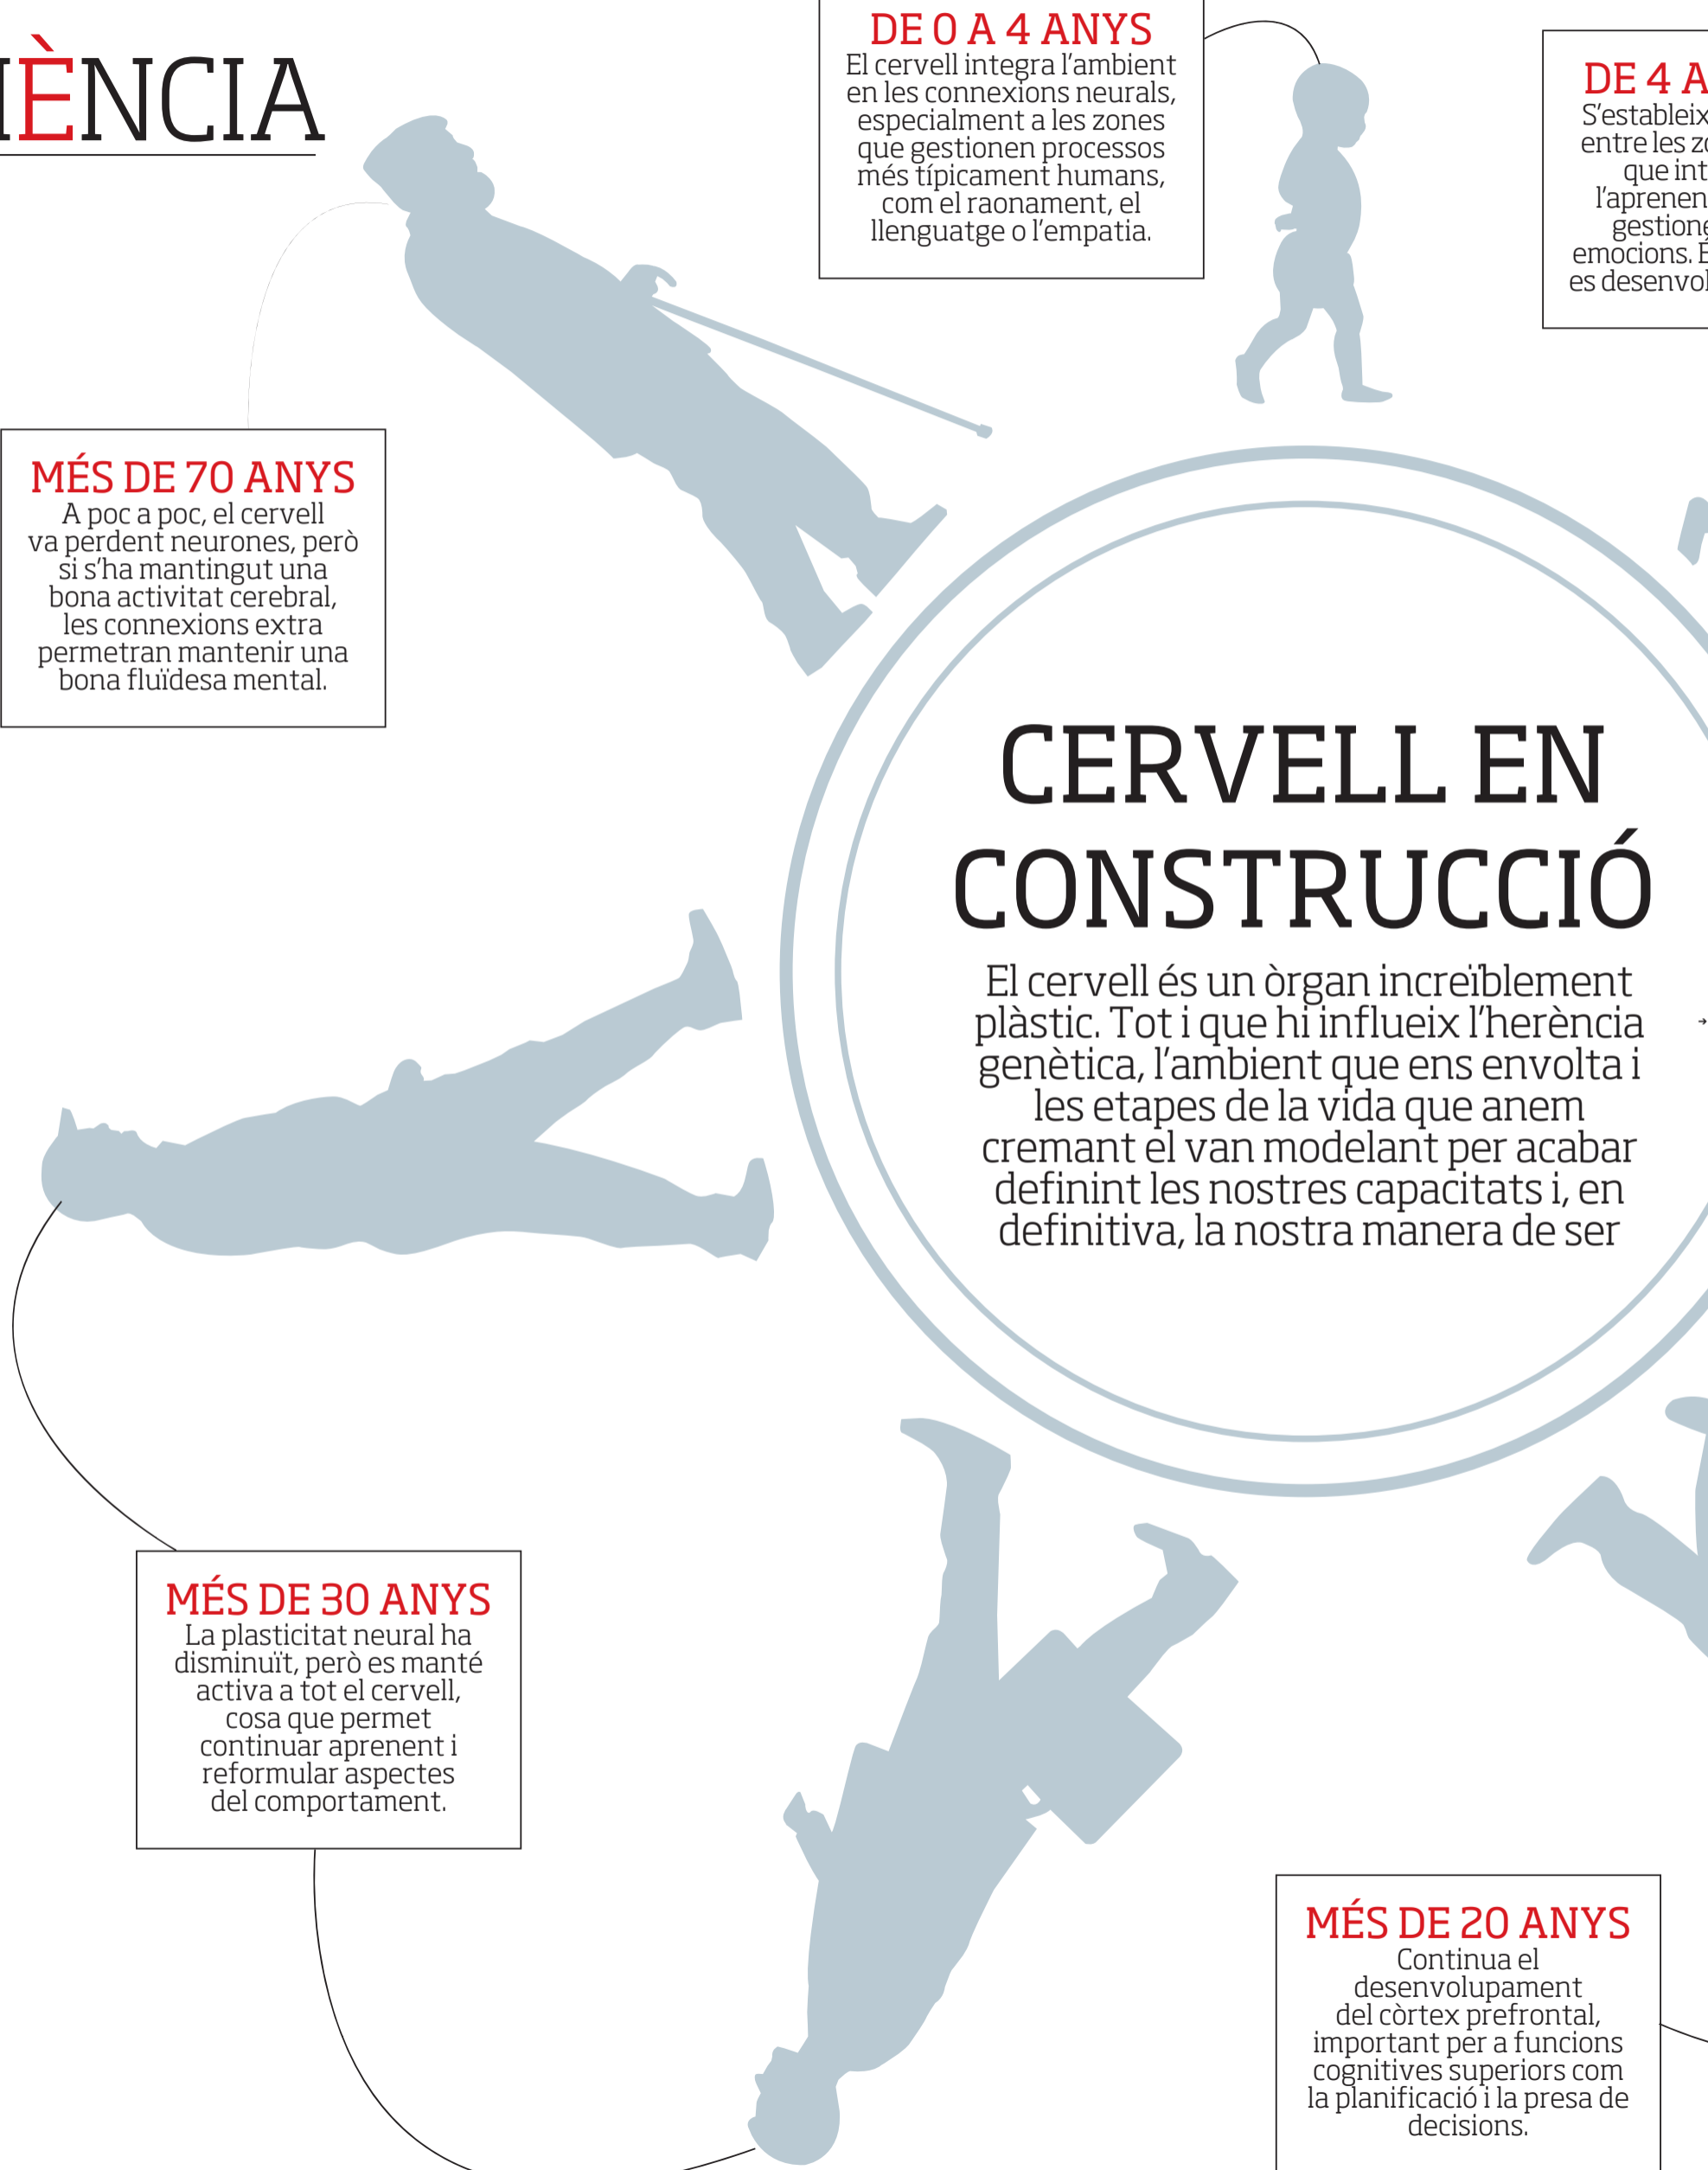 IÈNCIA
DE 0 A 4 ANYS
El cervell integra l'ambient
en les connexions neurals,
especialment a les zones
que gestionen processos
més típicament humans,
com el raonament, el
llenguatge o l'empatia.
DE 4 A
S'estableix
entre les
que
l'aprenen
emocions.
es
MÉS DE 70 ANYS
A poc a poc, el cervell
va perdent neurones, però
si s'ha mantingut una
bona activitat cerebral,
les connexions extra
permetran mantenir una
bona fluïdesa mental.
CERVELL EN
CONSTRUCCIÓ
El cervell és un òrgan increïblement
plàstic. Tot i que hi influeix l'herència
genètica, l'ambient que ens envolta i
les etapes de la vida que anem
cremant el van modelant per acabar
definint les nostres capacitats i, en
definitiva, la nostra manera de ser
MÉS DE 30 ANYS
La plasticitat neural ha
disminuït, però es manté
activa a tot el cervell,
cosa que permet
continuar aprenent i
reformular aspectes
del comportament.
MÉS DE 20 ANYS
Continua el
desenvolupament
del còrtex prefrontal,
important per a funcions
cognitives superiors com
la planificació i la presa de
decisions.